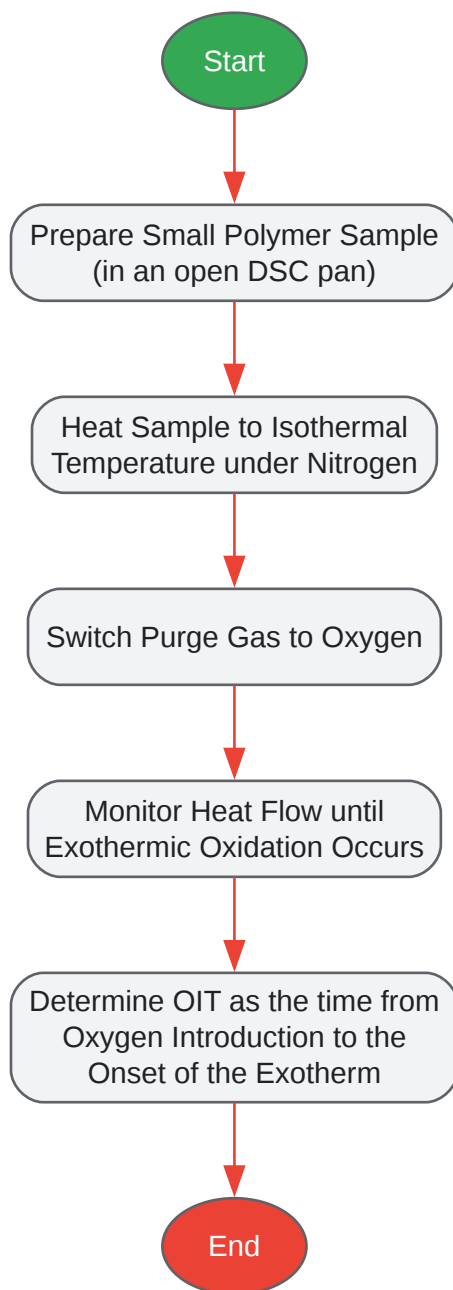 Start
Prepare Small Polymer Sample
(in an open DSC pan)
Heat Sample to Isothermal
Temperature under Nitrogen
Switch Purge Gas to Oxygen
Monitor Heat Flow until
Exothermic Oxidation Occurs
Determine OIT as the time from
Oxygen Introduction to the
Onset of the Exotherm
End